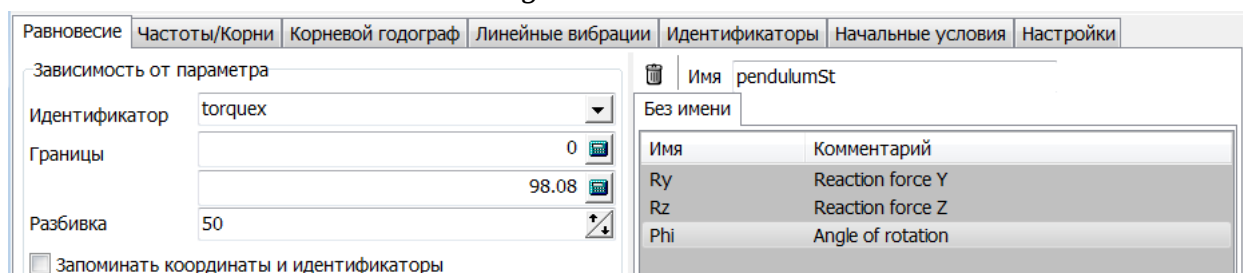 Равновесие Частоты/Корни Корневой годограф Линейные вибрации Идентификаторы Начальные условия Настройки
Зависимость от параметра
Идентификатор torquex
Границы 0
98.08
Разбивка 50
Запоминать координаты и идентификаторы
Имя pendulumSt
Без имени
Имя Комментарий
Ry Reaction force Y
Rz Reaction force Z
Phi Angle of rotation